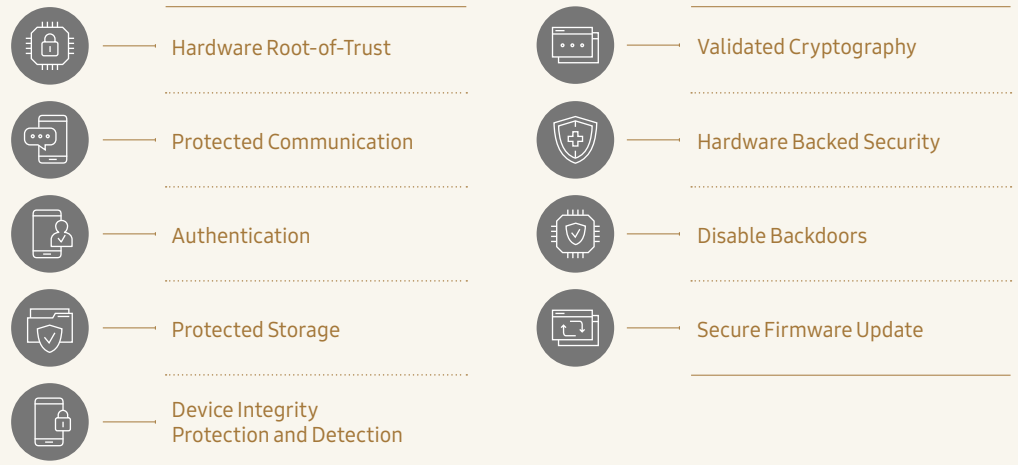 Hardware Root-of-Trust
Protected Communication
Authentication
Protected Storage
Device Integrity
Protection and Detection
Validated Cryptography
Hardware Backed Security
Disable Backdoors
Secure Firmware Update